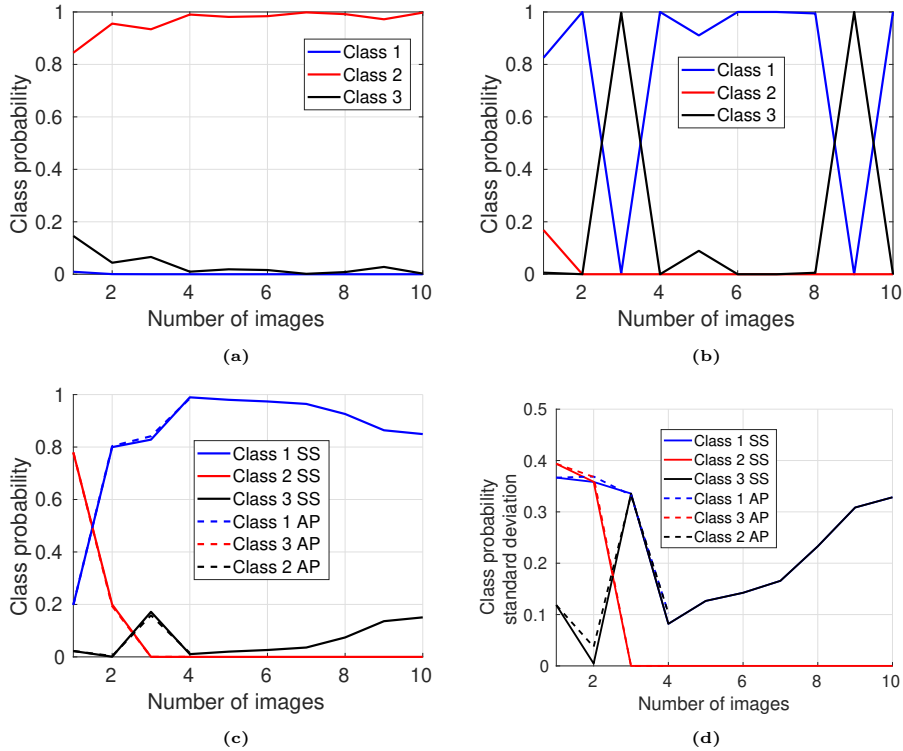 1
0.8
0.6
0.4
0.2
0
Class probability
Class 1
Class 2
Class 3
2 4 6 8 10
Number of images
(a)
1
0.8
0.6
0.4
0.2
0
Class probability
Class 1
Class 2
Class 3
2 4 6 8 10
Number of images
(b)
1
0.8
0.6
0.4
0.2
0
Class probability
Class 1 SS
Class 2 SS
Class 3 SS
Class 1 AP
Class 3 AP
Class 2 AP
2 4 6 8 10
Number of images
(c)
0.5
0.4
0.3
0.2
0.1
0
Class probability
standard deviation
Class 1 SS
Class 2 SS
Class 3 SS
Class 1 AP
Class 3 AP
Class 2 AP
2 4 6 8 10
Number of images
(d)